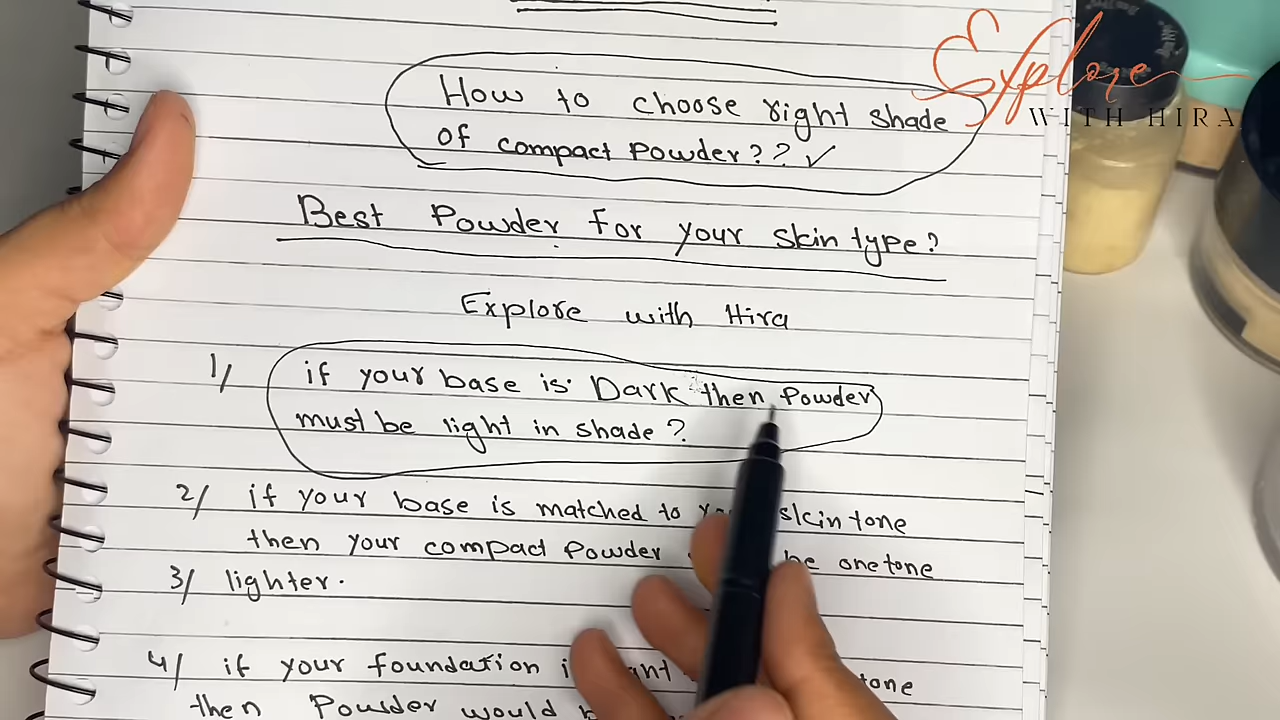 Explore
WITH HIRA
How to choose right shade
of compact Powder?? ✓
Best Powder for your skin type?
Explore with Hira
1/ if your base is Dark then Powder
must be light in shade?
2/ if your base is matched to skin tone
then your compact Powder be one tone
3/ lighter.
4/ if your foundation tone
then Powder would